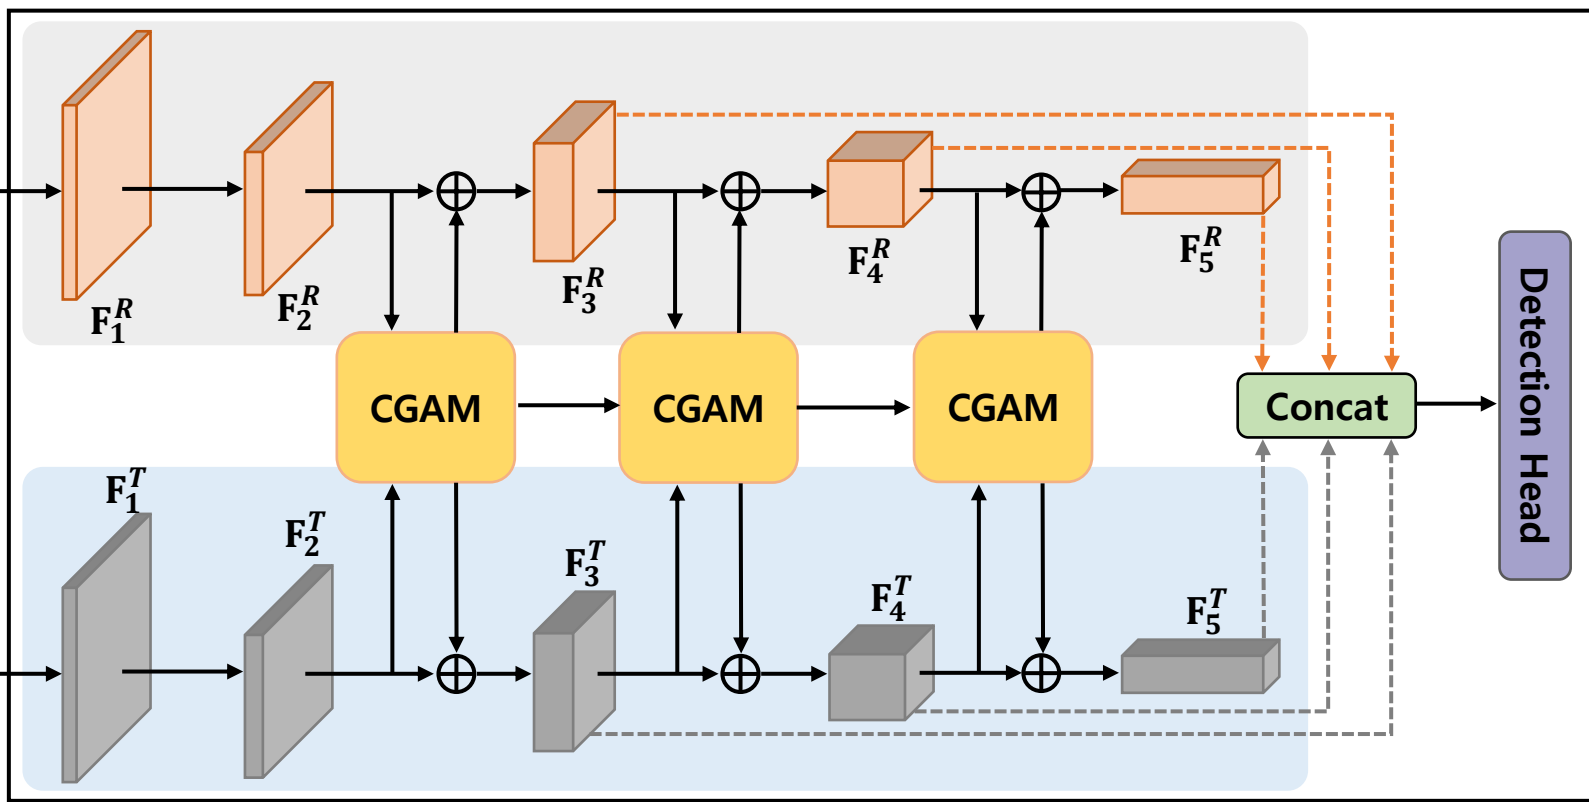 F₁ᴿ
F₂ᴿ
F₃ᴿ
F₄ᴿ
F₅ᴿ
CGAM
CGAM
CGAM
Concat
Detection Head
F₁ᵀ
F₂ᵀ
F₃ᵀ
F₄ᵀ
F₅ᵀ